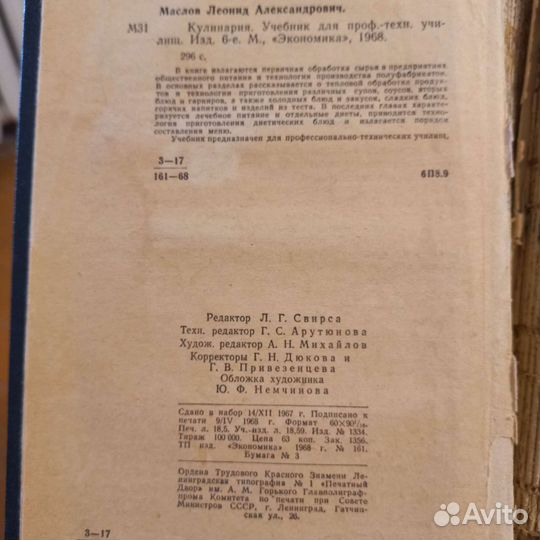 Маслов Леонид Александрович.
М31 Кулинария. Учебник для проф.-техн. учи-
лищ. Изд. 6-е. М., «Экономика», 1968.
296 с.
В книге излагаются первичная обработка сырья в предприятиях
общественного питания и технология производства полуфабрикатов.
В основных разделах рассказывается о тепловой обработке продук-
тов и технологии приготовления различных супов, соусов, вторых
блюд и гарниров, а также холодных блюд и закусок, сладких блюд,
горячих напитков и изделий из теста. В последних главах характе-
ризуется лечебное питание и отдельные диеты, приводится техно-
логия приготовления диетических блюд и излагается порядок
составления меню.
Учебник предназначен для профессионально-технических училищ.
3—17
161—68 6П8.9
Редактор Л. Г. Свирса
Техн. редактор Г. С. Арутюнова
Худож. редактор А. Н. Михайлов
Корректоры Г. Н. Дюкова и
Г. В. Привезенцева
Обложка художника
Ю. Ф. Немчинова
Сдано в набор 14/XII 1967 г. Подписано к
печати 9/IV 1968 г. Формат 60×90¹/₁₆.
Печ. л. 18,5. Уч.-изд. л. 18,59. Изд. № 1334.
Тираж 100 000. Цена 63 коп. Зак. 1356.
ТП изд. «Экономика» 1968 г. № 161.
Бумага № 3
Ордена Трудового Красного Знамени Ле-
нинградская типография № 1 «Печатный
Двор» им. А. М. Горького Главполиграф-
прома Комитета по печати при Совете
Министров СССР, г. Ленинград, Гатчин-
ская ул., 26.
3—17
Avito